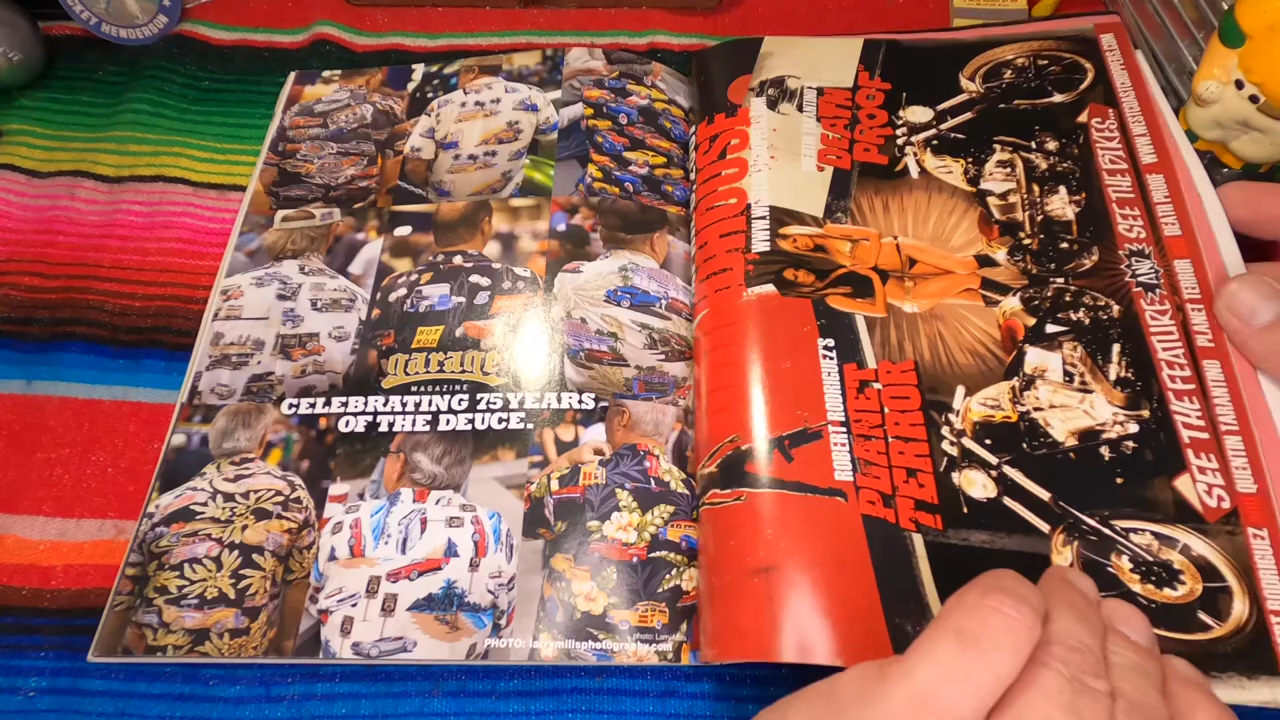 CKEY HENDERSON
HOT
ROD
garage
MAGAZINE
CELEBRATING 75 YEARS
OF THE DEUCE.
PHOTO: larrymillsphotography.com
DEATH
PROOF
ROBERT RODRIGUEZ'S
PLANET
TERROR
SEE THE FEATURE AND SEE THE BIKES...
QUENTIN TARANTINO PLANET TERROR DEATH PROOF WWW.WESTCOASTCHOPPERS.COM